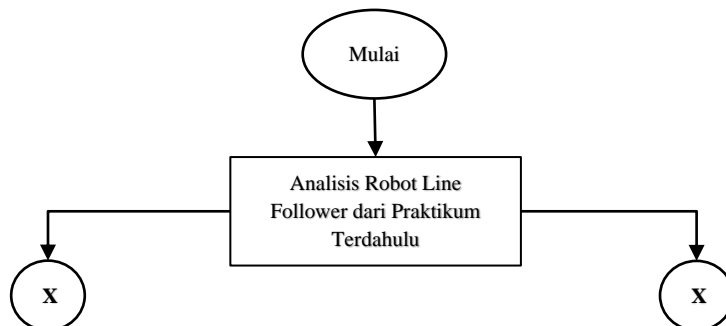 Mulai
Analisis Robot Line
Follower dari Praktikum
Terdahulu
X
X